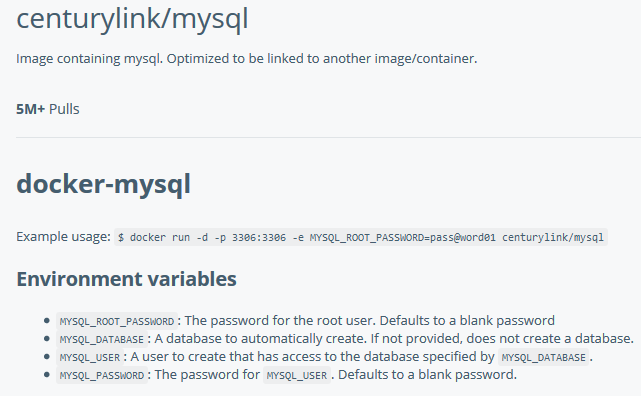 centurylink/mysql
Image containing mysql. Optimized to be linked to another image/container.
5M+ Pulls
docker-mysql
Example usage: $ docker run -d -p 3306:3306 -e MYSQL_ROOT_PASSWORD=pass@word01 centurylink/mysql
Environment variables
• MYSQL_ROOT_PASSWORD: The password for the root user. Defaults to a blank password
• MYSQL_DATABASE: A database to automatically create. If not provided, does not create a database.
• MYSQL_USER: A user to create that has access to the database specified by MYSQL_DATABASE.
• MYSQL_PASSWORD: The password for MYSQL_USER. Defaults to a blank password.